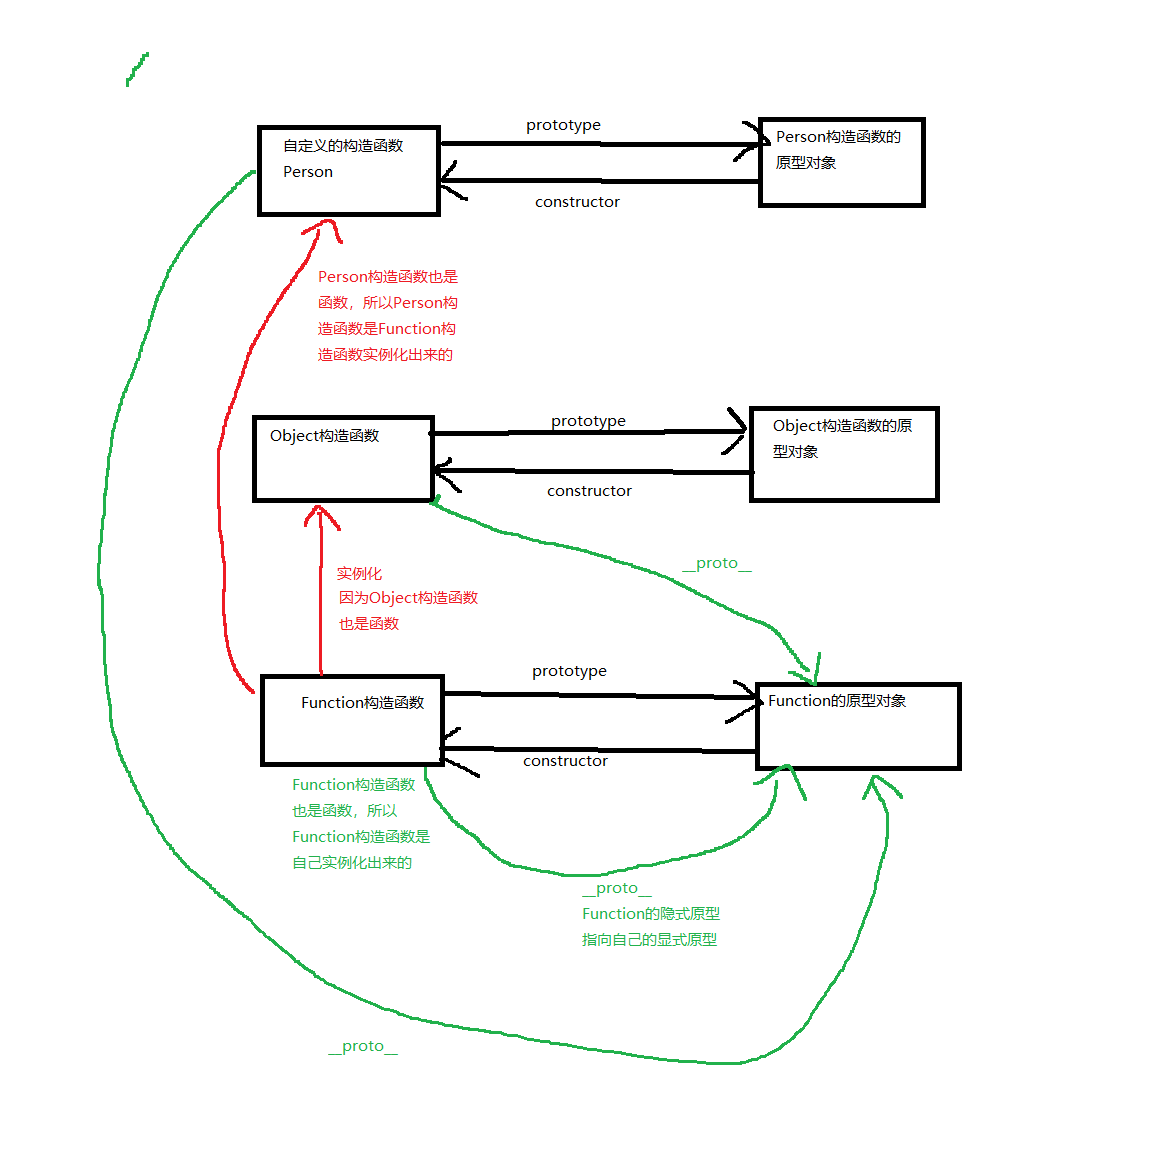 prototype
自定义的构造函数
Person
Person构造函数的
原型对象
constructor
Person构造函数也是
函数，所以Person构
造函数是Function构
造函数实例化出来的
prototype
Object构造函数
Object构造函数的原
型对象
constructor
__proto__
实例化
因为Object构造函数
也是函数
prototype
Function构造函数
Function的原型对象
constructor
Function构造函数
也是函数，所以
Function构造函数是
自己实例化出来的
__proto__
Function的隐式原型
指向自己的显式原型
__proto__